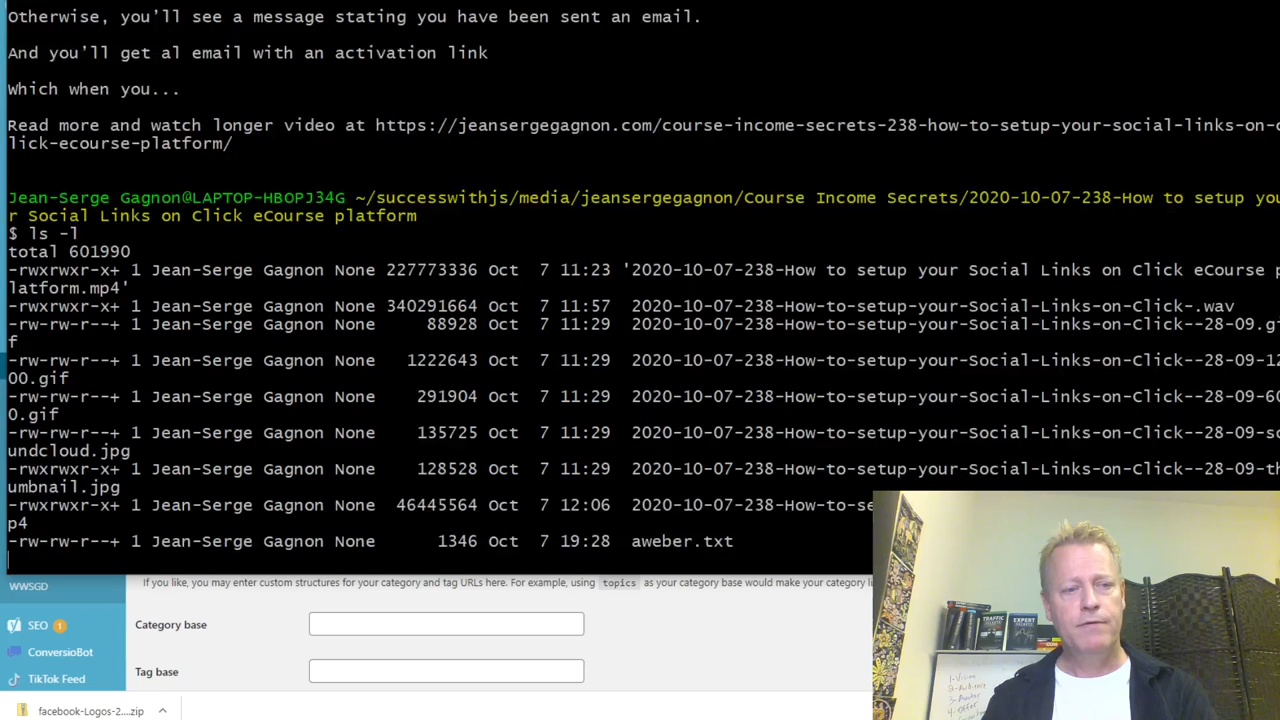 Otherwise, you'll see a message stating you have been sent an email.
And you'll get al email with an activation link
Which when you...
Read more and watch longer video at https://jeansergegagnon.com/course-income-secrets-238-how-to-setup-your-social-links-on-c
lick-ecourse-platform/
Jean-Serge Gagnon@LAPTOP-HBOPJ34G ~/successwithjs/media/jeansergegagnon/Course Income Secrets/2020-10-07-238-How to setup you
r Social Links on Click eCourse platform
$ ls -l
total 601990
-rwxrwxr-x+ 1 Jean-Serge Gagnon None 227773336 Oct  7 11:23 '2020-10-07-238-How to setup your Social Links on Click eCourse p
latform.mp4'
-rwxrwxr-x+ 1 Jean-Serge Gagnon None 340291664 Oct  7 11:57  2020-10-07-238-How-to-setup-your-Social-Links-on-Click-.wav
-rw-rw-r--+ 1 Jean-Serge Gagnon None     88928 Oct  7 11:29  2020-10-07-238-How-to-setup-your-Social-Links-on-Click--28-09.gi
f
-rw-rw-r--+ 1 Jean-Serge Gagnon None   1222643 Oct  7 11:29  2020-10-07-238-How-to-setup-your-Social-Links-on-Click--28-09-12
00.gif
-rw-rw-r--+ 1 Jean-Serge Gagnon None    291904 Oct  7 11:29  2020-10-07-238-How-to-setup-your-Social-Links-on-Click--28-09-60
0.gif
-rw-rw-r--+ 1 Jean-Serge Gagnon None    135725 Oct  7 11:29  2020-10-07-238-How-to-setup-your-Social-Links-on-Click--28-09-so
undcloud.jpg
-rwxrwxr-x+ 1 Jean-Serge Gagnon None    128528 Oct  7 11:29  2020-10-07-238-How-to-setup-your-Social-Links-on-Click--28-09-th
umbnail.jpg
-rwxrwxr-x+ 1 Jean-Serge Gagnon None  46445564 Oct  7 12:06  2020-10-07-238-How-to-se
p4
-rw-rw-r--+ 1 Jean-Serge Gagnon None      1346 Oct  7 19:28  aweber.txt
WWSGD
If you like, you may enter custom structures for your category and tag URLs here. For example, using topics as your category base would make your category li
SEO 1
Category base
ConversioBot
Tag base
TikTok Feed
facebook-Logos-2....zip
TRAFFIC SECRETS
EXPERT SECRETS
1-Vision